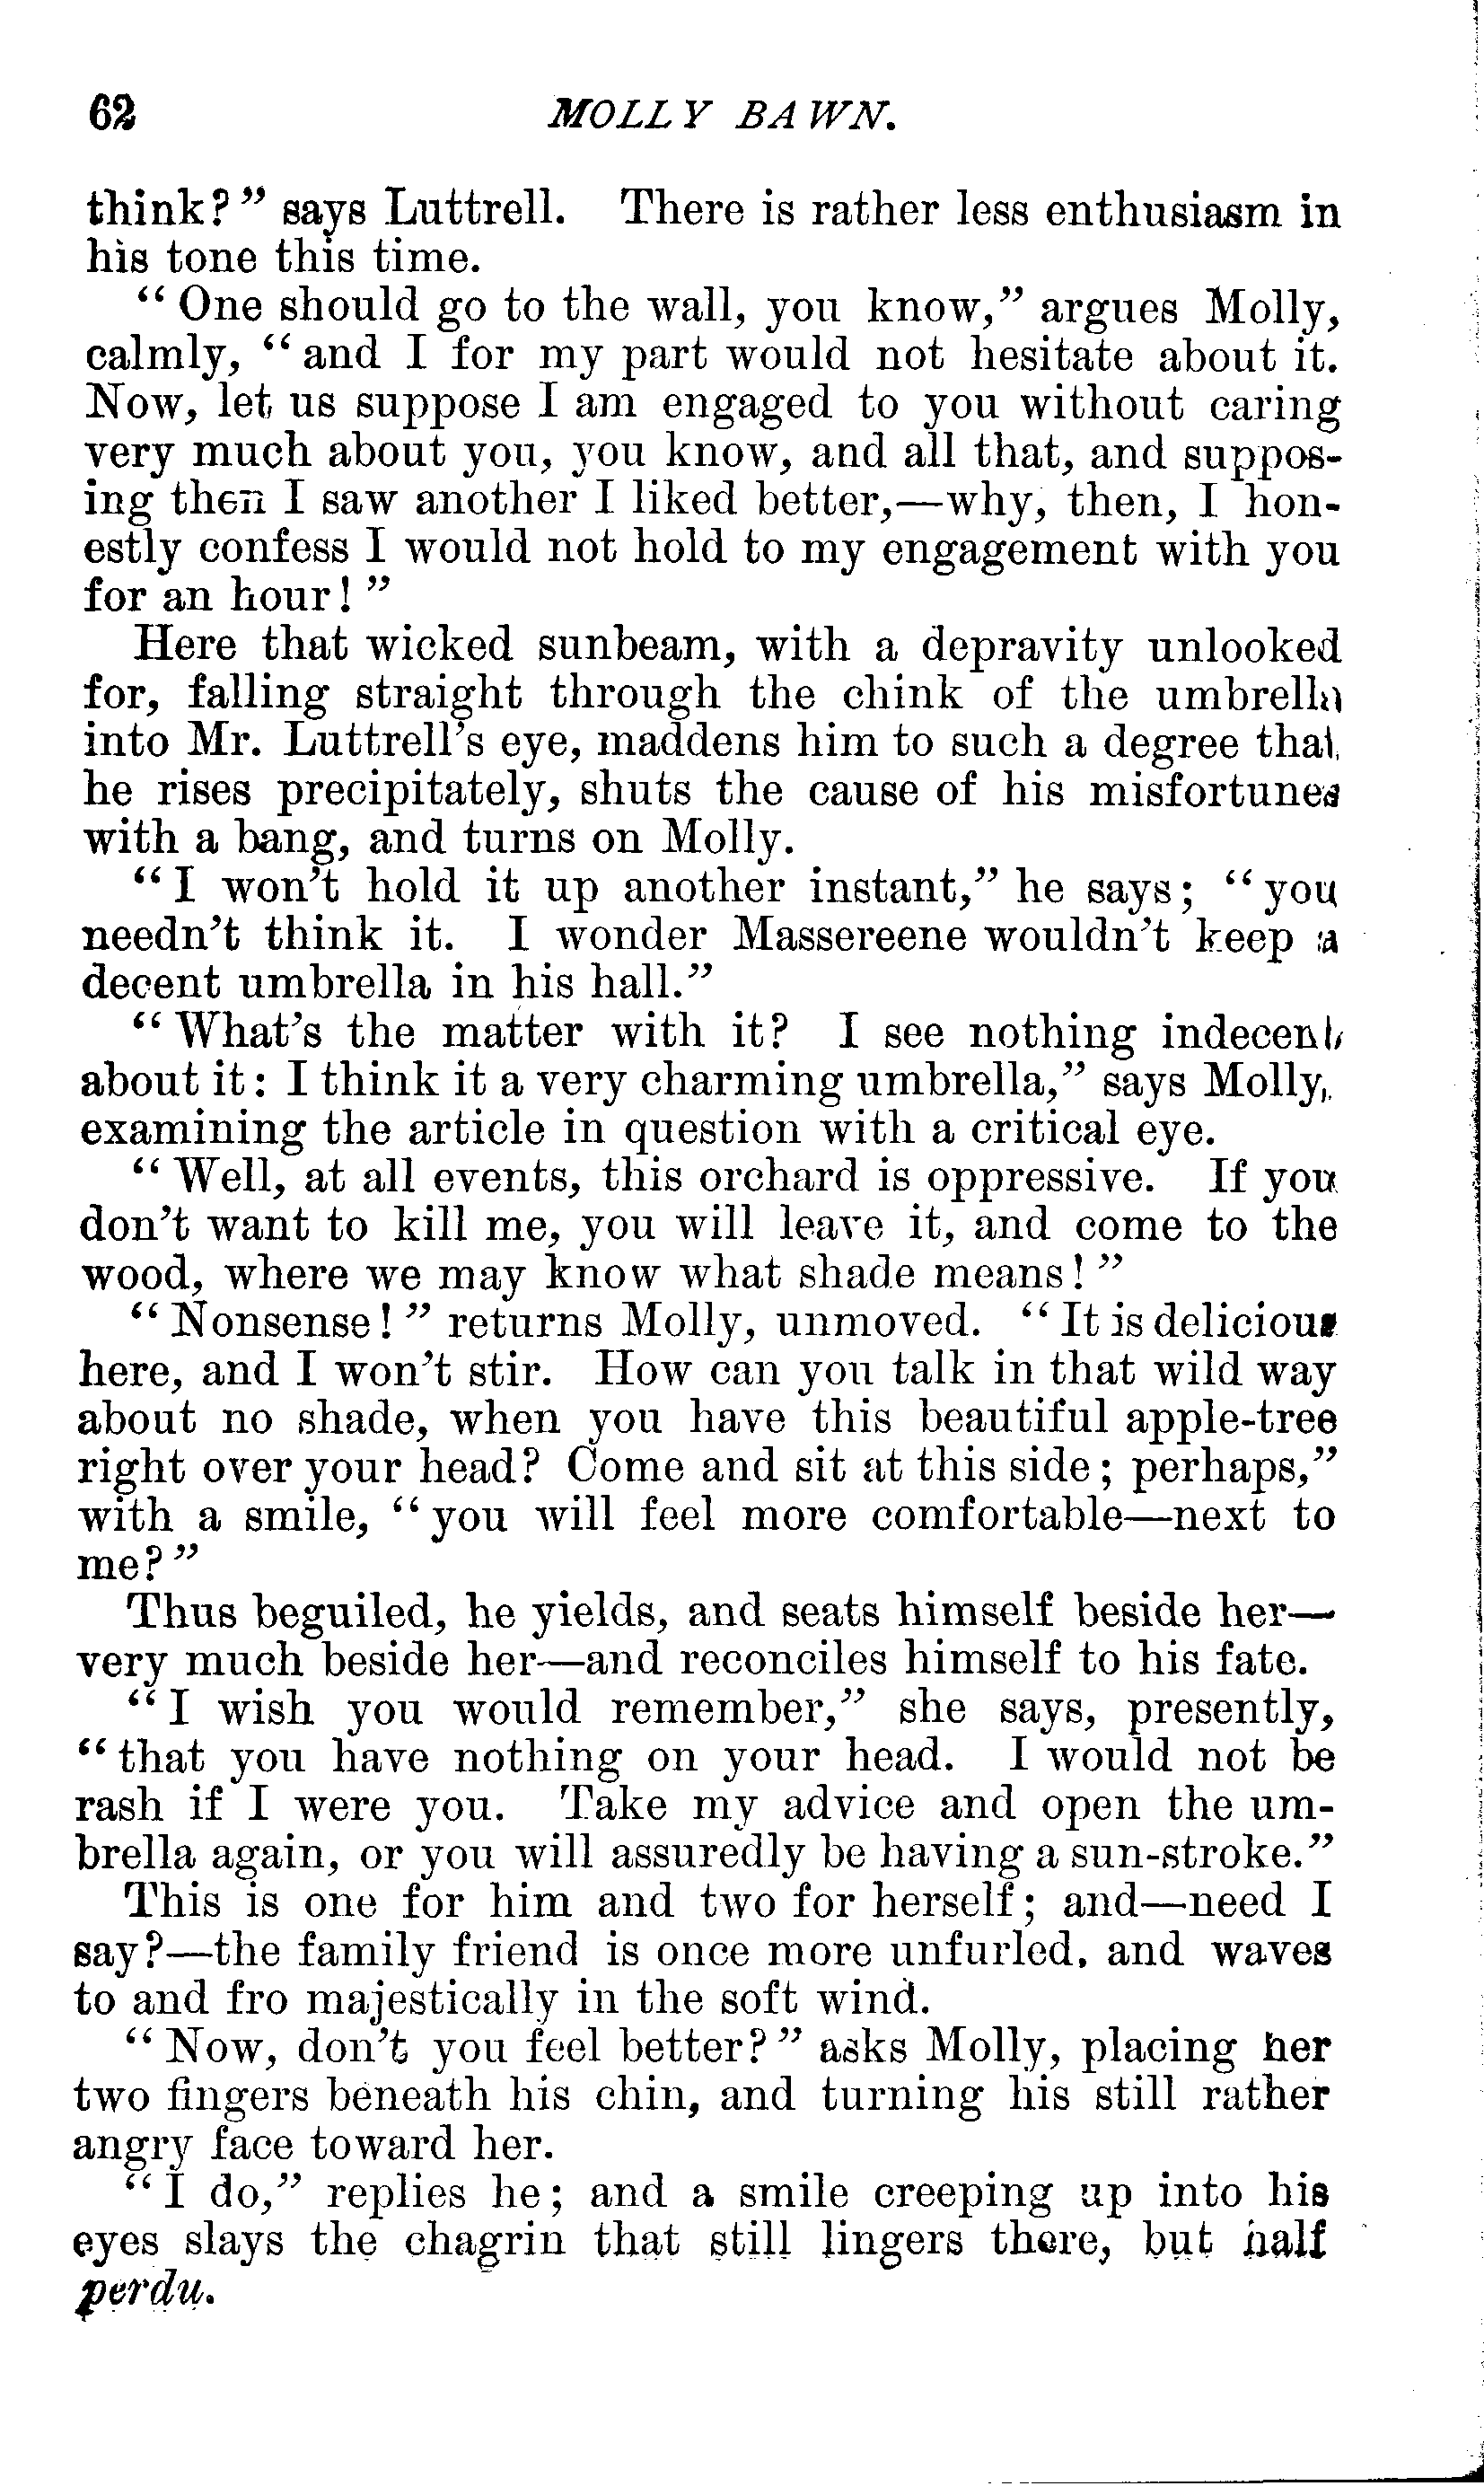 62 MOLLY BAWN.
think?" says Luttrell. There is rather less enthusiasm in
his tone this time.
"One should go to the wall, you know," argues Molly,
calmly, "and I for my part would not hesitate about it.
Now, let us suppose I am engaged to you without caring
very much about you, you know, and all that, and suppos-
ing then I saw another I liked better,—why, then, I hon-
estly confess I would not hold to my engagement with you
for an hour!"
Here that wicked sunbeam, with a depravity unlooked
for, falling straight through the chink of the umbrella
into Mr. Luttrell's eye, maddens him to such a degree that
he rises precipitately, shuts the cause of his misfortunes
with a bang, and turns on Molly.
"I won't hold it up another instant," he says; "you
needn't think it. I wonder Massereene wouldn't keep a
decent umbrella in his hall."
"What's the matter with it? I see nothing indecent
about it: I think it a very charming umbrella," says Molly,
examining the article in question with a critical eye.
"Well, at all events, this orchard is oppressive. If you
don't want to kill me, you will leave it, and come to the
wood, where we may know what shade means!"
"Nonsense!" returns Molly, unmoved. "It is delicious
here, and I won't stir. How can you talk in that wild way
about no shade, when you have this beautiful apple-tree
right over your head? Come and sit at this side; perhaps,"
with a smile, "you will feel more comfortable—next to
me?"
Thus beguiled, he yields, and seats himself beside her—
very much beside her—and reconciles himself to his fate.
"I wish you would remember," she says, presently,
"that you have nothing on your head. I would not be
rash if I were you. Take my advice and open the um-
brella again, or you will assuredly be having a sun-stroke."
This is one for him and two for herself; and—need I
say?—the family friend is once more unfurled, and waves
to and fro majestically in the soft wind.
"Now, don't you feel better?" asks Molly, placing her
two fingers beneath his chin, and turning his still rather
angry face toward her.
"I do," replies he; and a smile creeping up into his
eyes slays the chagrin that still lingers there, but half
perdu.